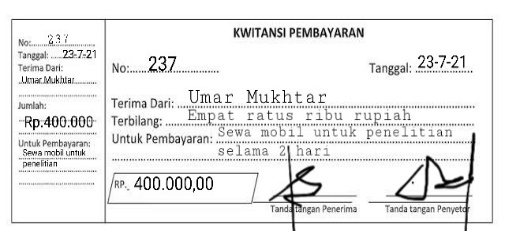 No:......237
Tanggal: .....23-7-21
Terima Dari:
Umar Mukhtar
Jumlah:
Rp.400.000
Untuk Pembayaran:
Sewa mobil untuk
penelitian
KWITANSI PEMBAYARAN
No:.....237
Tanggal: 23-7-21
Terima Dari: ...Umar Mukhtar
Terbilang: ....Empat ratus ribu rupiah
Untuk Pembayaran: Sewa mobil untuk penelitian
selama 2 hari
RP. 400.000,00
Tanda tangan Penerima
Tanda tangan Penyetor